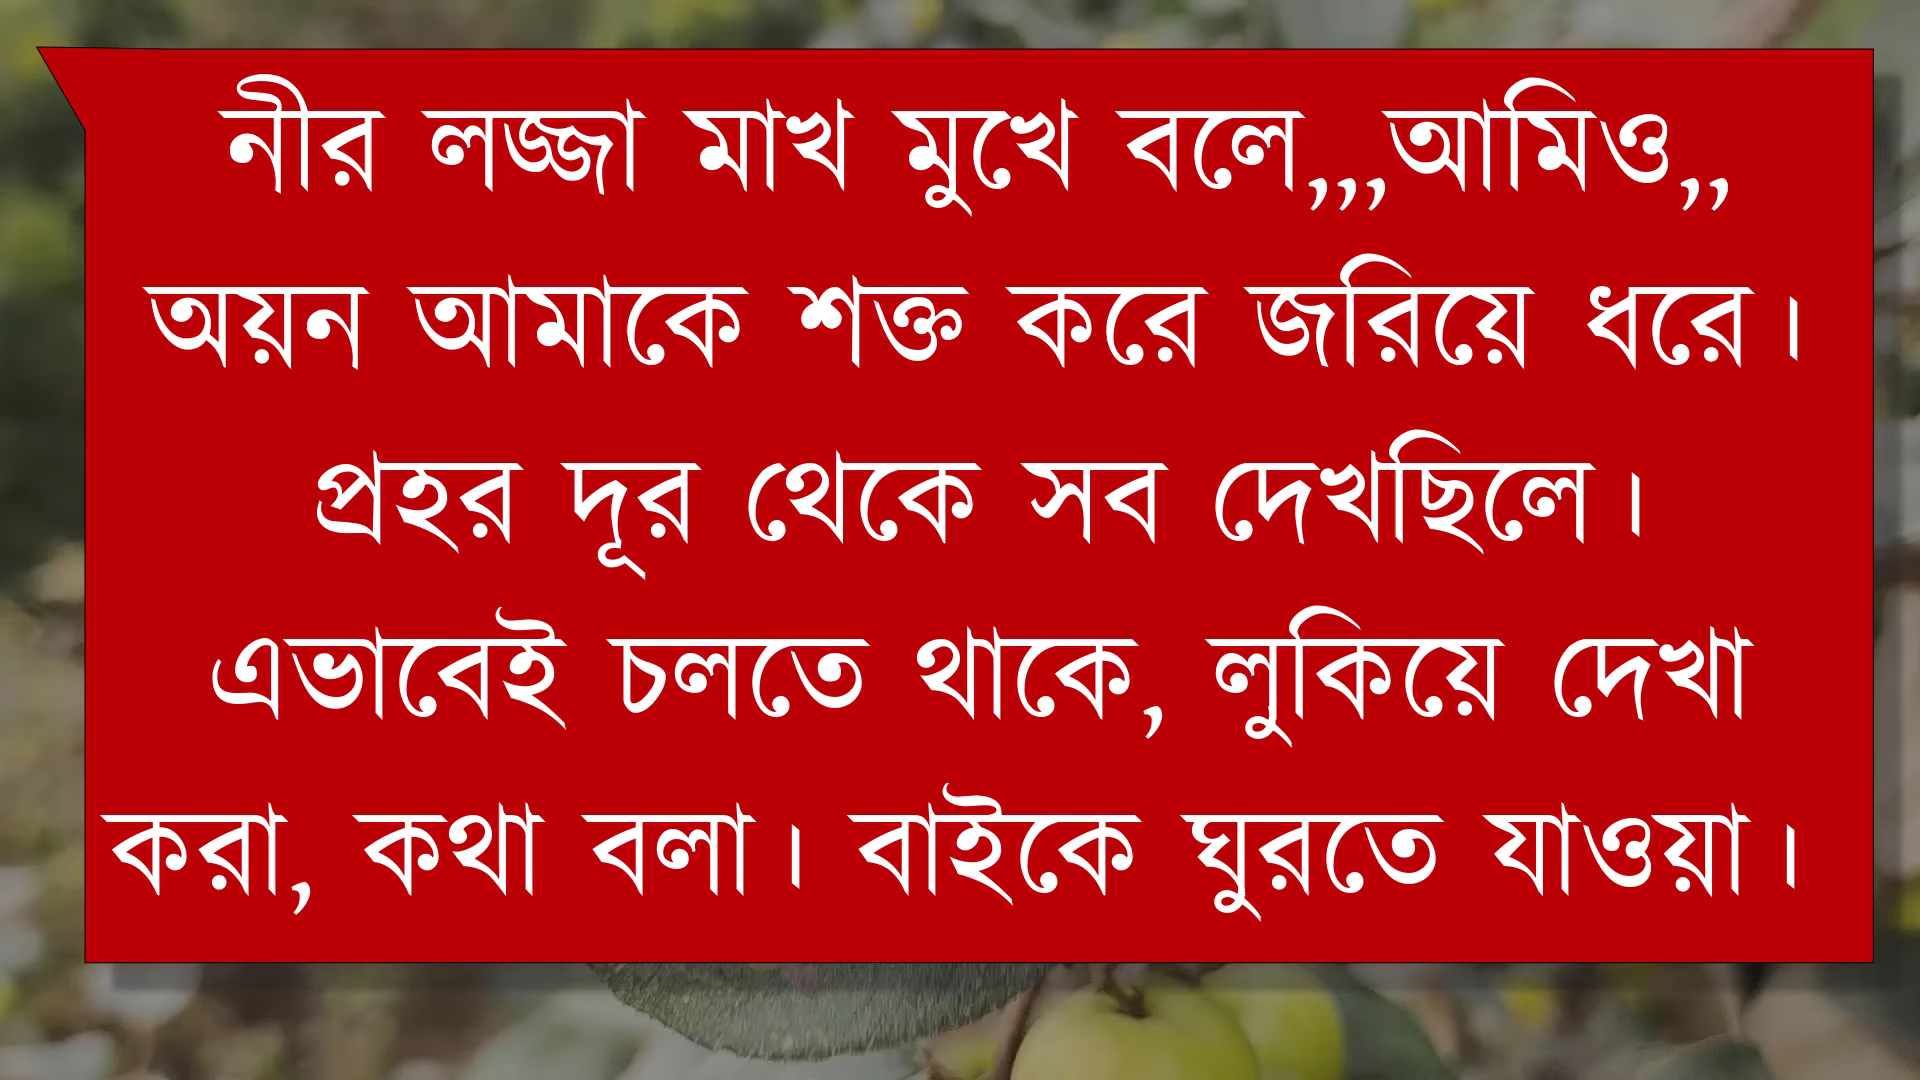 নীর লজ্জা মাখ মুখে বলে,,,আমিও,,
অয়ন আমাকে শক্ত করে জরিয়ে ধরে।
প্রহর দূর থেকে সব দেখছিলে।
এভাবেই চলতে থাকে, লুকিয়ে দেখা
করা, কথা বলা। বাইকে ঘুরতে যাওয়া।